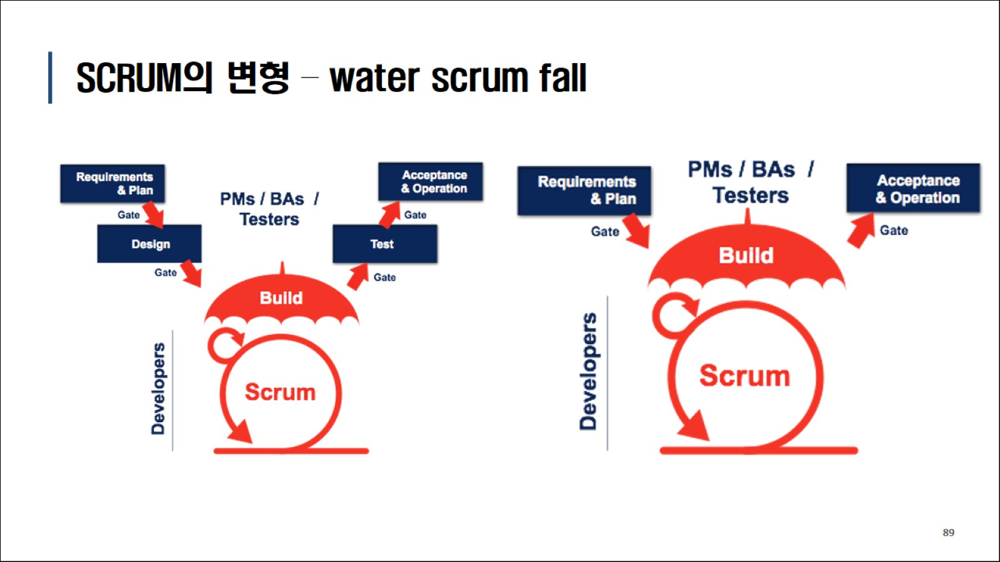 SCRUM의 변형 – water scrum fall
Requirements
& Plan
Gate
Design
Gate
PMs / BAs /
Testers
Acceptance
& Operation
Gate
Test
Gate
Build
Developers
Scrum
Requirements
& Plan
Gate
PMs / BAs /
Testers
Acceptance
& Operation
Gate
Build
Developers
Scrum
89